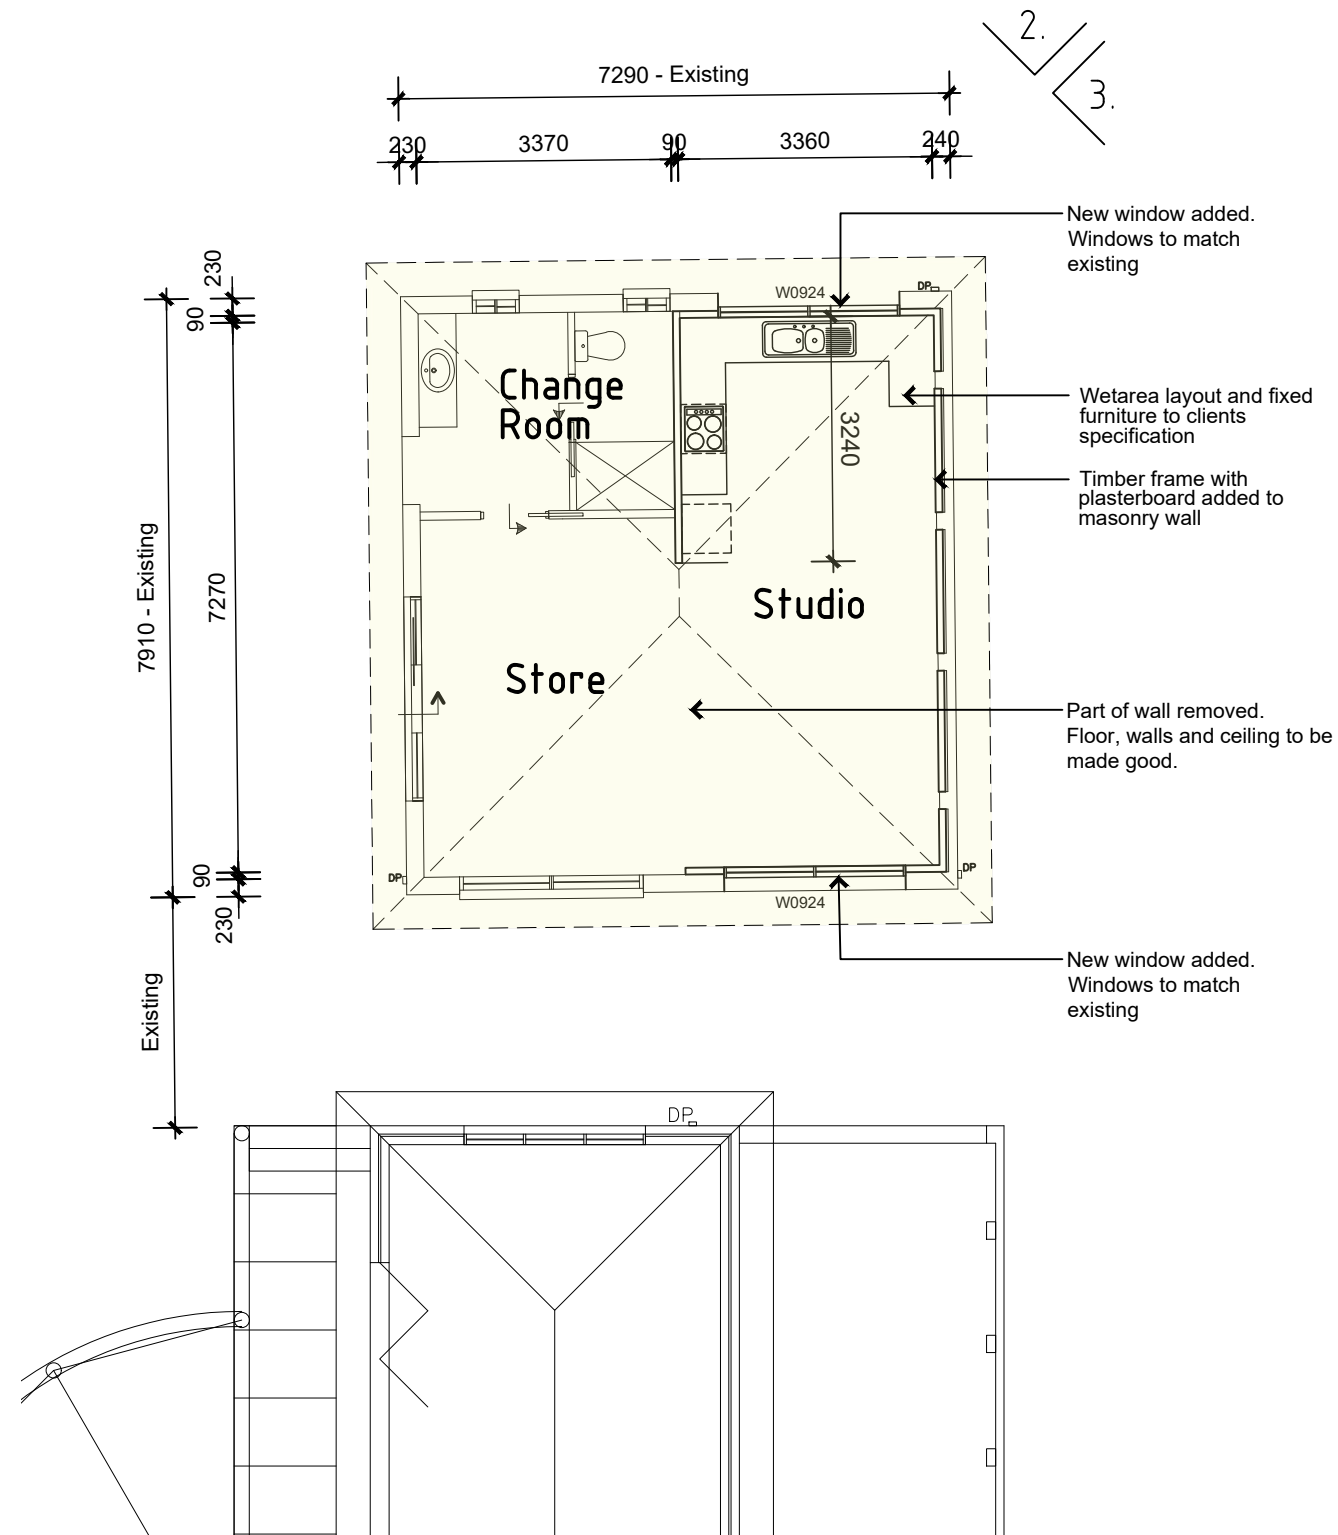 2.
3.
7290 - Existing
230
3370
90
3360
240
New window added.
Windows to match
existing
230
90
7910 - Existing
7270
90
230
Existing
W0924
DP
Change
Room
3240
Wetarea layout and fixed
furniture to clients
specification
Timber frame with
plasterboard added to
masonry wall
Studio
Store
Part of wall removed.
Floor, walls and ceiling to be
made good.
DP
DP
W0924
New window added.
Windows to match
existing
DP